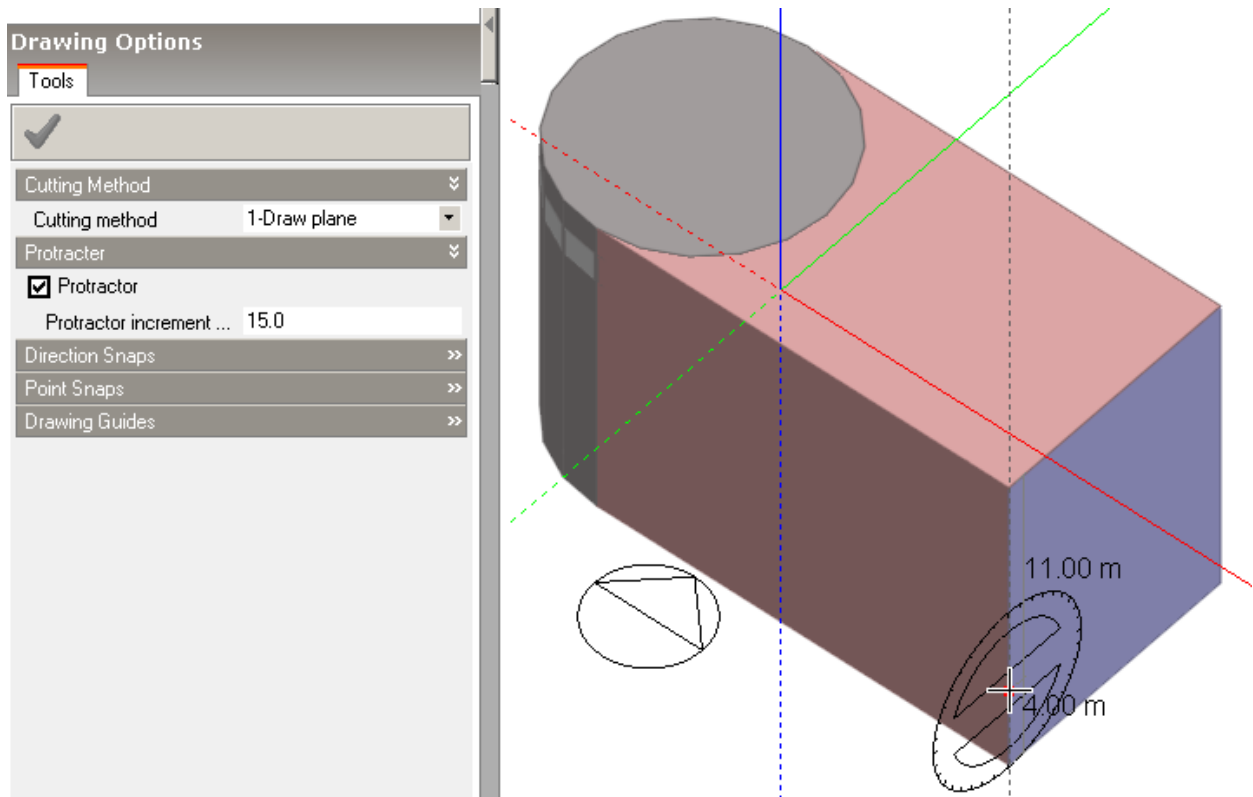 Drawing Options
Tools
Cutting Method
Cutting method 1-Draw plane
Protracter
Protractor
Protractor increment ... 15.0
Direction Snaps
Point Snaps
Drawing Guides
11.00 m
4.00 m